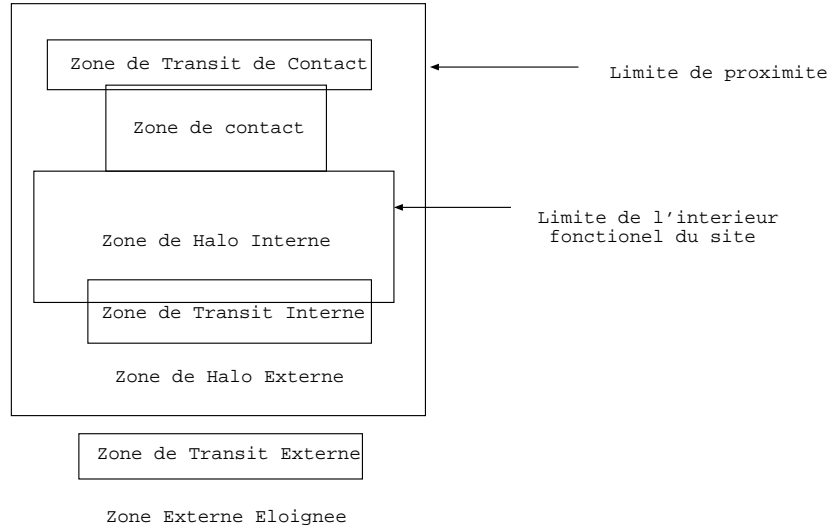 Zone de Transit de Contact
Limite de proximite
Zone de contact
Limite de l'interieur
fonctionel du site
Zone de Halo Interne
Zone de Transit Interne
Zone de Halo Externe
Zone de Transit Externe
Zone Externe Eloignee